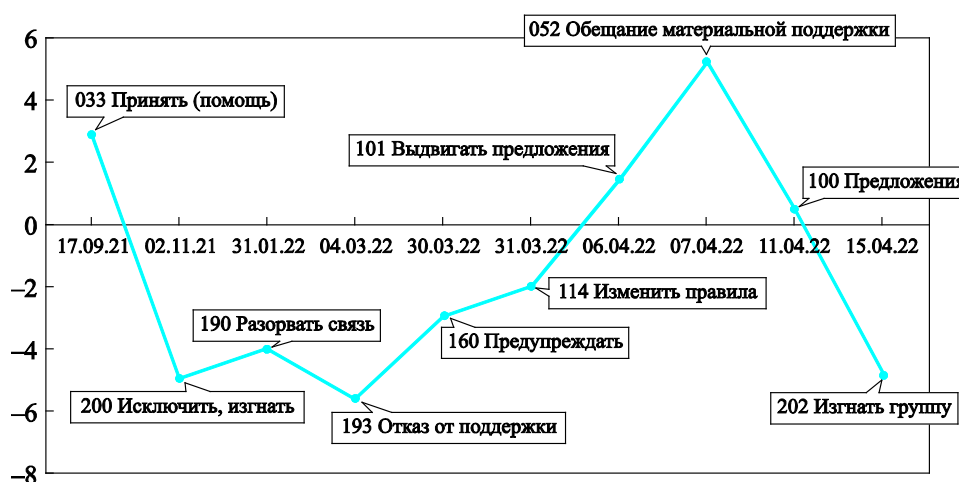 052 Обещание материальной поддержки
6
033 Принять (помощь)
4
101 Выдвигать предложения
2
100 Предложения
0
17.09.21 02.11.21 31.01.22 04.03.22 30.03.22 31.03.22 06.04.22 07.04.22 11.04.22 15.04.22
–2
114 Изменить правила
190 Разорвать связь
160 Предупреждать
–4
200 Исключить, изгнать
202 Изгнать группу
–6
193 Отказ от поддержки
–8